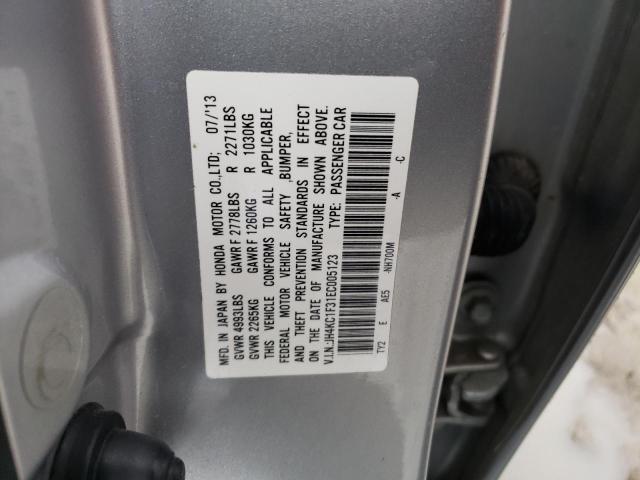 MFD. IN JAPAN BY HONDA MOTOR CO.,LTD; 07/'13
GVWR 4993LBS GAWR F 2778LBS R 2271LBS
GVWR 2265KG GAWR F 1260KG R 1030KG
THIS VEHICLE CONFORMS TO ALL APPLICABLE
FEDERAL MOTOR VEHICLE SAFETY ,BUMPER,
AND THEFT PREVENTION STANDARDS IN EFFECT
ON THE DATE OF MANUFACTURE SHOWN ABOVE.
V.I.N.:JH4KC1F31EC005123 TYPE: PASSENGER CAR
TY2 E AE5 -NH700M -A -C